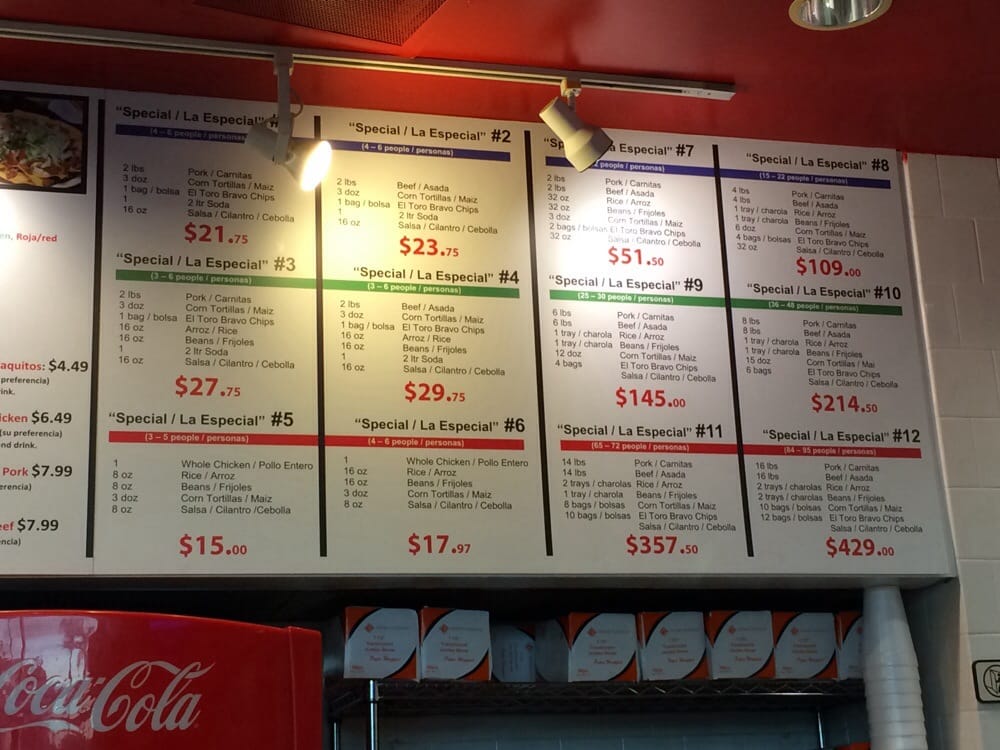 en, Roja/red
aquitos: $4.49
preferencia)
ink.
icken $6.49
(su preferencia)
nd drink.
Pork $7.99
erencia)
eef $7.99
encia)
"Special / La Especial" #
(4 – 6 people / personas
2 lbs Pork / Carnitas
3 doz Corn Tortillas / Maiz
1 bag / bolsa El Toro Bravo Chips
1 2 ltr Soda
16 oz Salsa / Cilantro / Cebolla
$21.75
"Special / La Especial" #3
(3 – 6 people / personas)
2 lbs Pork / Carnitas
3 doz Corn Tortillas / Maiz
1 bag / bolsa El Toro Bravo Chips
16 oz Arroz / Rice
16 oz Beans / Frijoles
1 2 ltr Soda
16 oz Salsa / Cilantro / Cebolla
$27.75
"Special / La Especial" #5
(3 – 5 people / personas)
1 Whole Chicken / Pollo Entero
8 oz Rice / Arroz
8 oz Beans / Frijoles
3 doz Corn Tortillas / Maiz
8 oz Salsa / Cilantro /Cebolla
$15.00
"Special / La Especial" #2
(4 – 6 people / personas)
2 lbs Beef / Asada
3 doz Corn Tortillas / Maiz
1 bag / bolsa El Toro Bravo Chips
1 2 ltr Soda
16 oz Salsa / Cilantro / Cebolla
$23.75
"Special / La Especial" #4
(3 – 6 people / personas)
2 lbs Beef / Asada
3 doz Corn Tortillas / Maiz
1 bag / bolsa El Toro Bravo Chips
16 oz Arroz / Rice
16 oz Beans / Frijoles
1 2 ltr Soda
16 oz Salsa / Cilantro / Cebolla
$29.75
"Special / La Especial" #6
(4 – 6 people / personas)
1 Whole Chicken / Pollo Entero
16 oz Rice / Arroz
16 oz Beans / Frijoles
3 doz Corn Tortillas / Maiz
8 oz Salsa / Cilantro / Cebolla
$17.97
"Sp la Especial" #7
2 people / personas)
2 lbs Pork / Carnitas
2 lbs Beef / Asada
32 oz Rice / Arroz
32 oz Beans / Frijoles
3 doz Corn Tortillas / Maiz
2 bags / bolsas El Toro Bravo Chips
32 oz Salsa / Cilantro / Cebolla
$51.50
"Special / La Especial" #9
(25 – 30 people / personas)
6 lbs Pork / Carnitas
6 lbs Beef / Asada
1 tray / charola Rice / Arroz
1 tray / charola Beans / Frijoles
12 doz Corn Tortillas / Maiz
4 bags El Toro Bravo Chips
Salsa / Cilantro / Cebolla
$145.00
"Special / La Especial" #11
(65 – 72 people / personas)
14 lbs Pork / Carnitas
14 lbs Beef / Asada
2 trays / charolas Rice / Arroz
1 tray / charola Beans / Frijoles
8 bags / bolsas Corn Tortillas / Maiz
10 bags / bolsas El Toro Bravo Chips
Salsa / Cilantro / Cebolla
$357.50
"Special / La Especial" #8
(15 – 22 people / personas)
4 lbs Pork / Carnitas
4 lbs Beef / Asada
1 tray / charola Rice / Arroz
1 tray / charola Beans / Frijoles
6 doz Corn Tortillas / Maiz
4 bags / bolsas El Toro Bravo Chips
32 oz Salsa / Cilantro / Cebolla
$109.00
"Special / La Especial" #10
(36 – 48 people / personas)
8 lbs Pork / Carnitas
8 lbs Beef / Asada
1 tray / charola Rice / Arroz
1 tray / charola Beans / Frijoles
15 doz Corn Tortillas / Mai
6 bags El Toro Bravo Chips
Salsa / Cilantro / Cebolla
$214.50
"Special / La Especial" #12
(84 – 95 people / personas)
16 lbs Pork / Carnitas
16 lbs Beef / Asada
2 trays / charolas Rice / Arroz
2 trays / charolas Beans / Frijoles
10 bags / bolsas Corn Tortillas / Maiz
12 bags / bolsas El Toro Bravo Chips
Salsa / Cilantro / Cebolla
$429.00
Coca-Cola